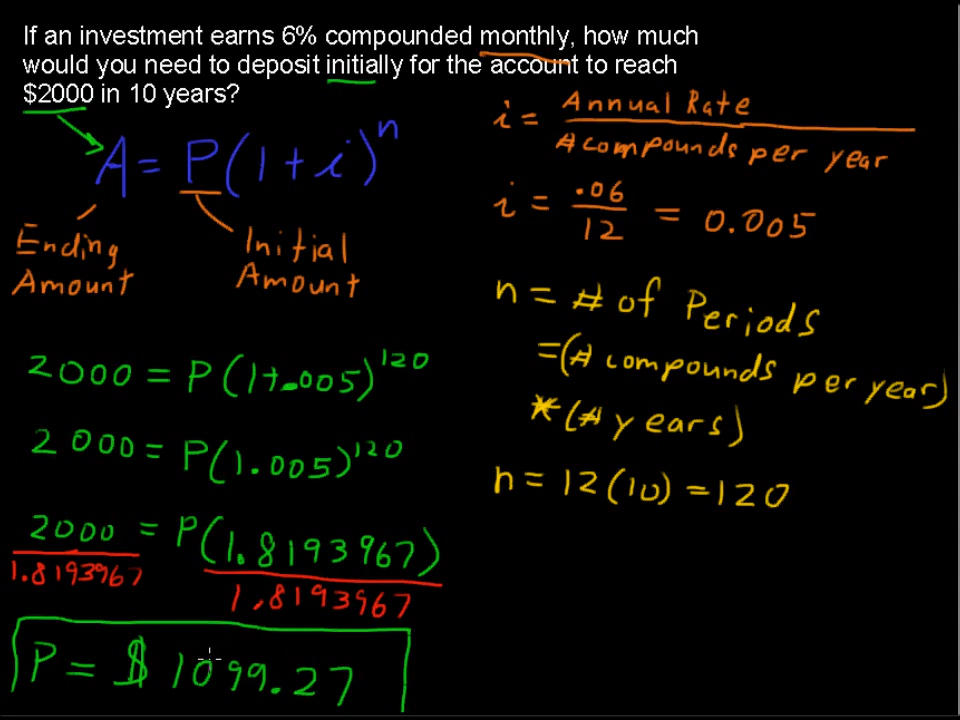 If an investment earns 6% compounded monthly, how much
would you need to deposit initially for the account to reach
$2000 in 10 years?
A = P(1+i)^n
Ending
Amount
Initial
Amount
2000 = P(1+.005)^120
2000 = P(1.005)^120
2000 = P(1.8193967)
1.8193967 1.8193967
P = $1099.27
i = Annual Rate
# compounds per year
i = .06 = 0.005
12
n = # of Periods
=(# compounds per year)
*(# years)
n = 12(10) = 120